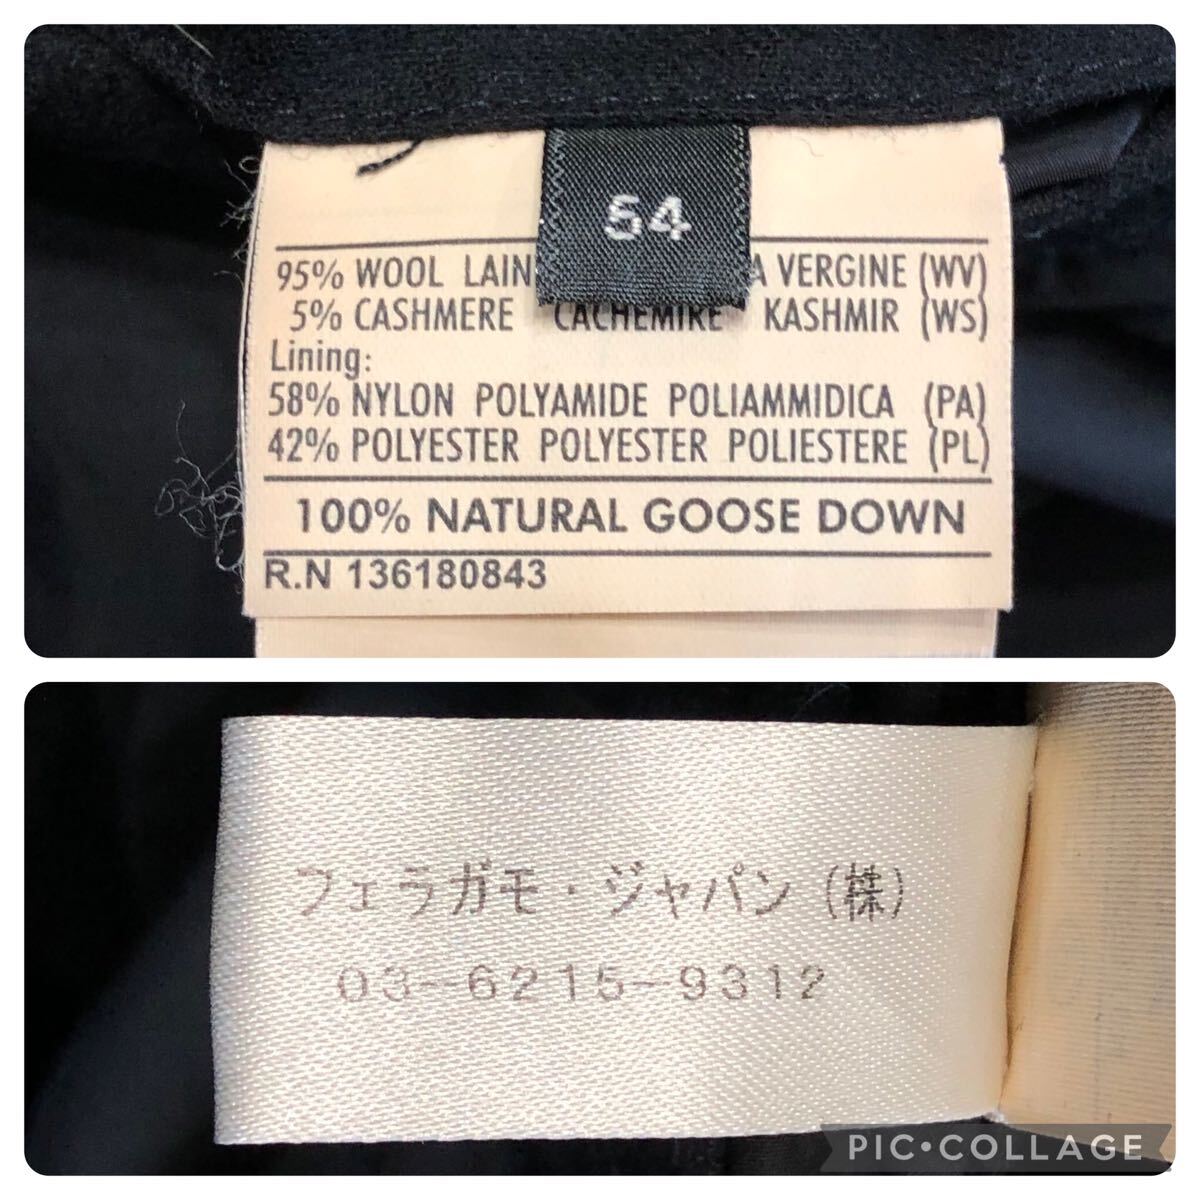 54
95% WOOL LAIN A VERGINE (WV)
5% CASHMERE CACHEMIRE KASHMIR (WS)
Lining:
58% NYLON POLYAMIDE POLIAMMIDICA (PA)
42% POLYESTER POLYESTER POLIESTERE (PL)
100% NATURAL GOOSE DOWN
R.N 136180843
フェラガモ・ジャパン(株)
03-6215-9312
PIC•COLLAGE